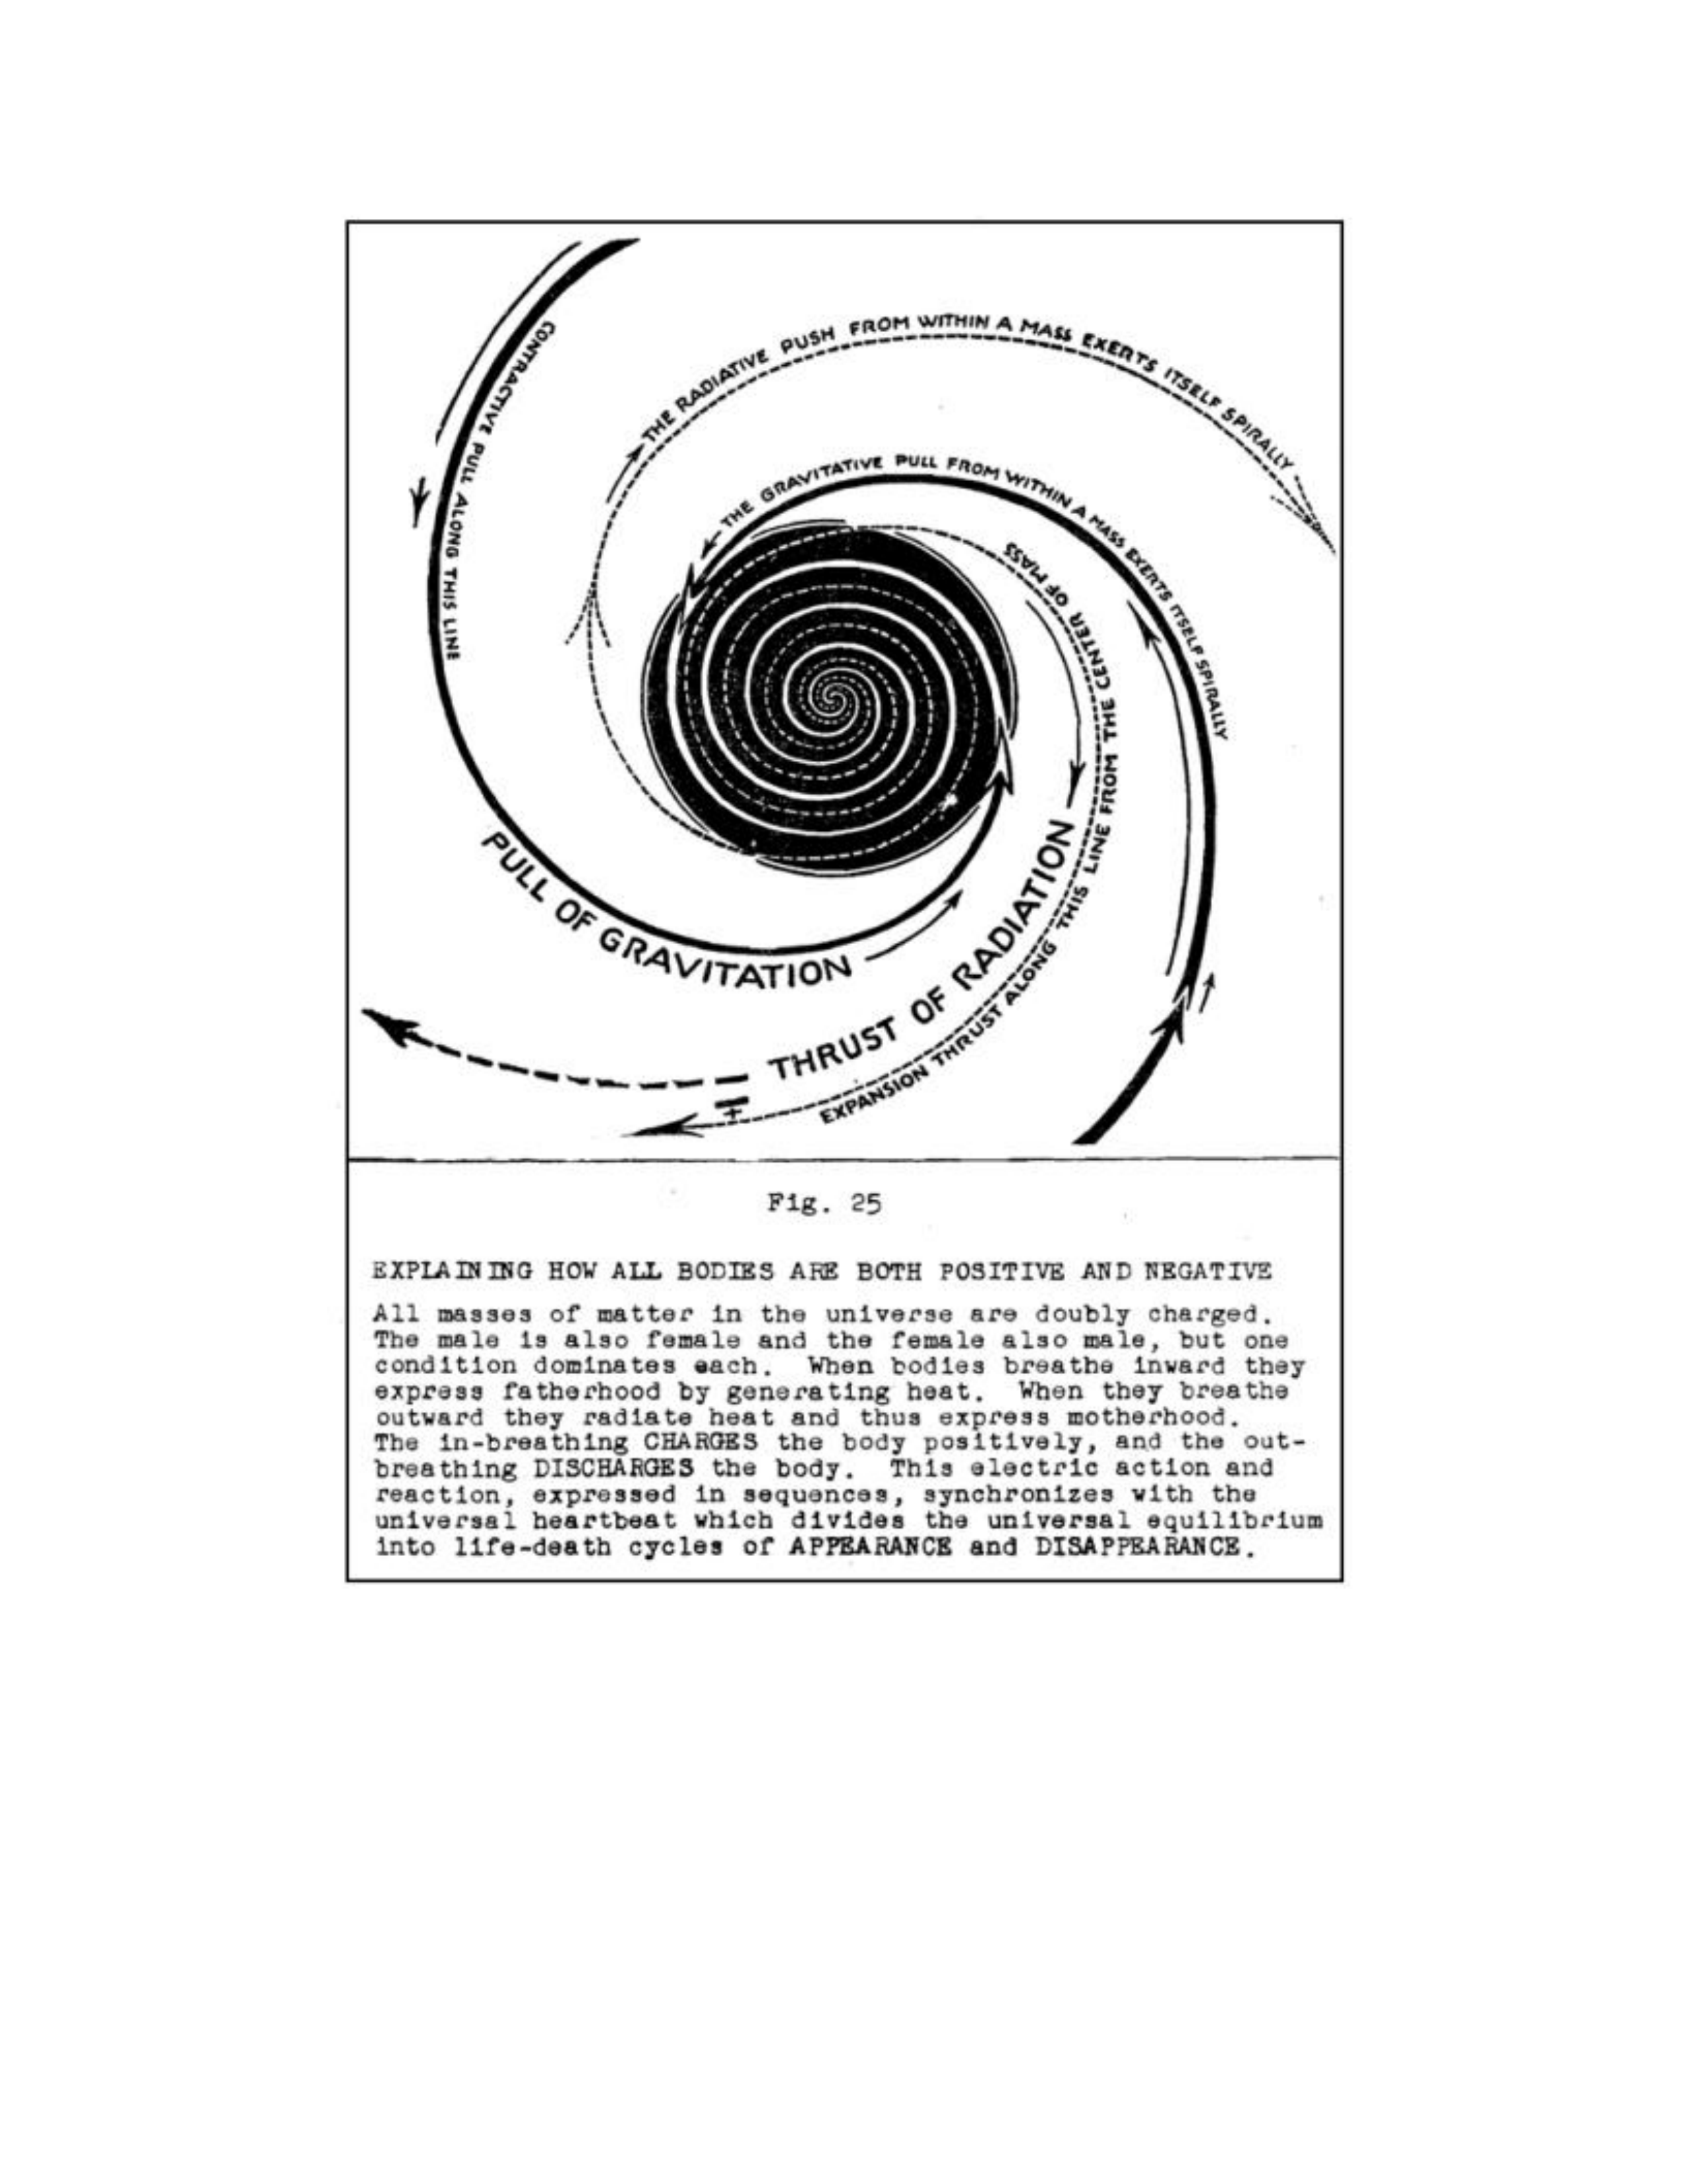 CONTRACTIVE PULL ALONG THIS LINE
THE RADIATIVE PUSH FROM WITHIN A MASS EXERTS ITSELF SPIRALLY
THE GRAVITATIVE PULL FROM WITHIN A MASS EXERTS ITSELF SPIRALLY
EXPANSION THRUST ALONG THIS LINE FROM THE CENTER OF MASS
PULL OF GRAVITATION
THRUST OF RADIATION
Fig. 25
EXPLAINING HOW ALL BODIES ARE BOTH POSITIVE AND NEGATIVE
All masses of matter in the universe are doubly charged.
The male is also female and the female also male, but one
condition dominates each. When bodies breathe inward they
express fatherhood by generating heat. When they breathe
outward they radiate heat and thus express motherhood.
The in-breathing CHARGES the body positively, and the out-
breathing DISCHARGES the body. This electric action and
reaction, expressed in sequences, synchronizes with the
universal heartbeat which divides the universal equilibrium
into life-death cycles of APPEARANCE and DISAPPEARANCE.